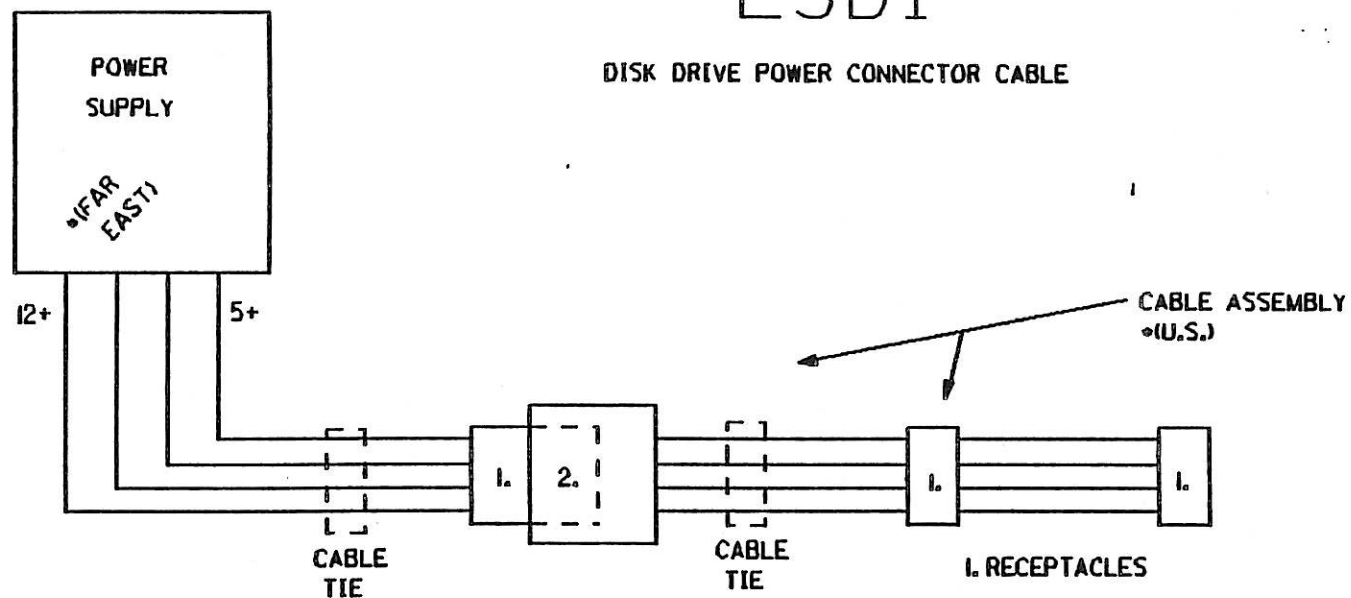 ESDI
DISK DRIVE POWER CONNECTOR CABLE
POWER
SUPPLY
*(FAR
EAST)
12+
5+
CABLE ASSEMBLY
*(U.S.)
1.
2.
1.
1.
CABLE
TIE
CABLE
TIE
1. RECEPTACLES